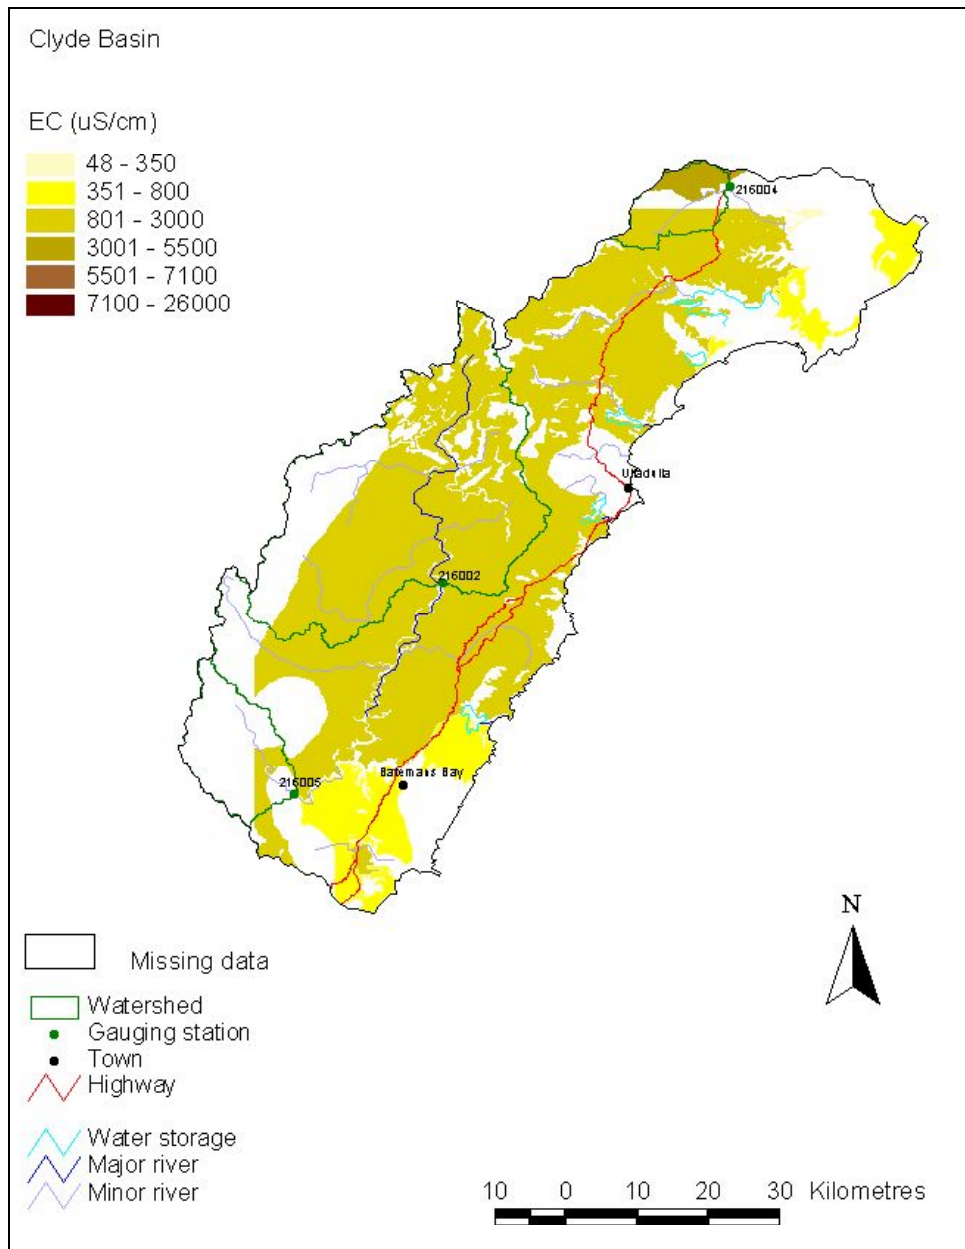 Clyde Basin
EC (uS/cm)
48 - 350
351 - 800
801 - 3000
3001 - 5500
5501 - 7100
7100 - 26000
216004
Ulladulla
216002
Batemans Bay
216005
N
Missing data
Watershed
Gauging station
Town
Highway
Water storage
Major river
Minor river
10 0 10 20 30 Kilometres